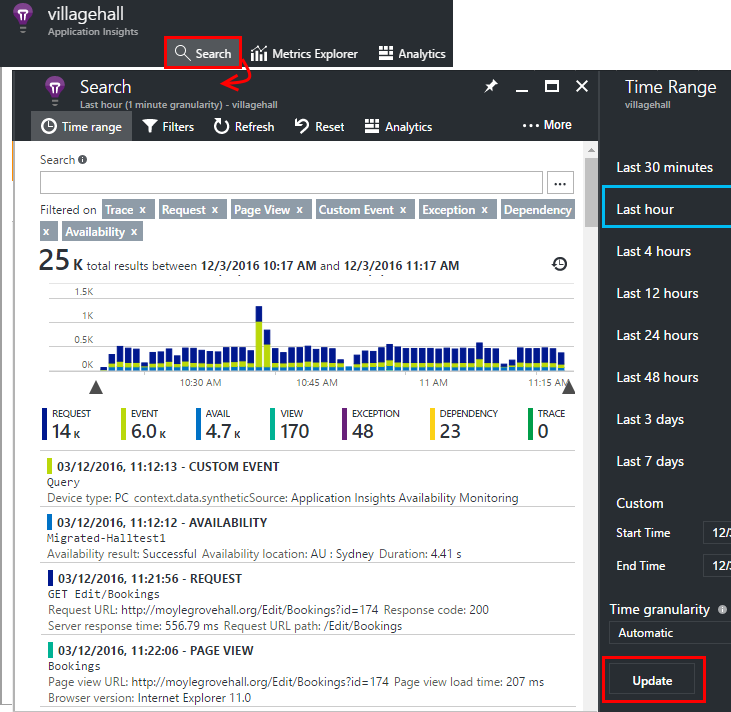 villagehall
Application Insights
Search Metrics Explorer Analytics
Search
Last hour (1 minute granularity) - villagehall
Time range Filters Refresh Reset Analytics ••• More
Search
...
Filtered on Trace x Request x Page View x Custom Event x Exception x Dependency
x Availability x
25 K total results between 12/3/2016 10:17 AM and 12/3/2016 11:17 AM
1.5K
1K
0.5K
0K
10:30 AM 10:45 AM 11 AM 11:15 AM
REQUEST EVENT AVAIL VIEW EXCEPTION DEPENDENCY TRACE
14 K 6.0 K 4.7 K 170 48 23 0
03/12/2016, 11:12:13 - CUSTOM EVENT
Query
Device type: PC context.data.syntheticSource: Application Insights Availability Monitoring
03/12/2016, 11:12:12 - AVAILABILITY
Migrated-Halltest1
Availability result: Successful Availability location: AU : Sydney Duration: 4.41 s
03/12/2016, 11:21:56 - REQUEST
GET Edit/Bookings
Request URL: http://moylegrovehall.org/Edit/Bookings?id=174 Response code: 200
Server response time: 556.79 ms Request URL path: /Edit/Bookings
03/12/2016, 11:22:06 - PAGE VIEW
Bookings
Page view URL: http://moylegrovehall.org/Edit/Bookings?id=174 Page view load time: 207 ms
Browser version: Internet Explorer 11.0
Time Range
villagehall
Last 30 minutes
Last hour
Last 4 hours
Last 12 hours
Last 24 hours
Last 48 hours
Last 3 days
Last 7 days
Custom
Start Time 12/
End Time 12/
Time granularity
Automatic
Update